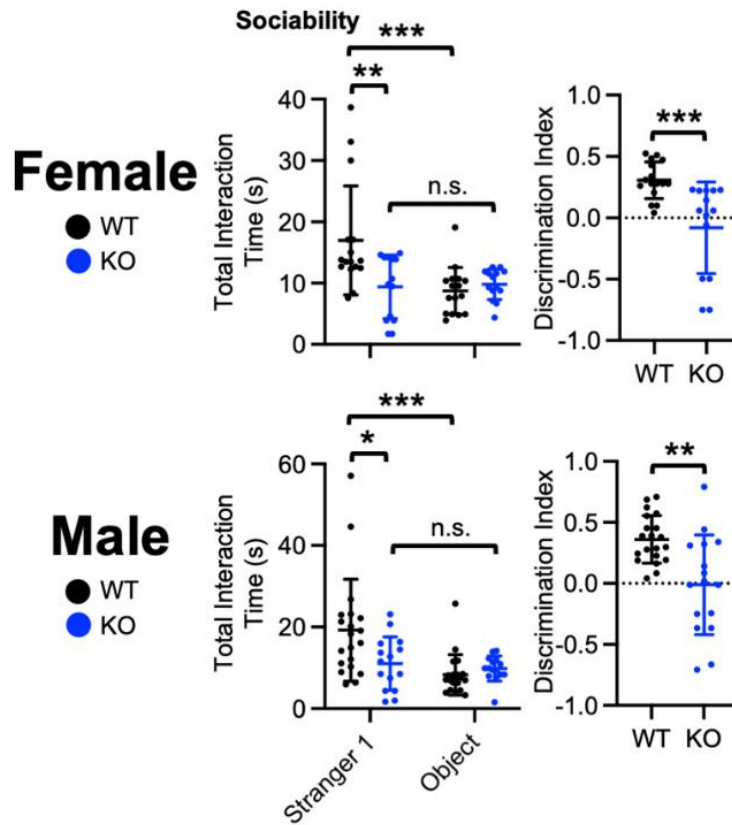 Sociability
***
**
Female
WT
KO
Total Interaction
Time (s)
40
30
20
10
0
n.s.
Discrimination Index
1.0
0.5
0.0
-0.5
-1.0
***
WT KO
Male
WT
KO
Total Interaction
Time (s)
60
40
20
0
***
*
n.s.
Stranger 1
Object
Discrimination Index
1.0
0.5
0.0
-0.5
-1.0
**
WT KO